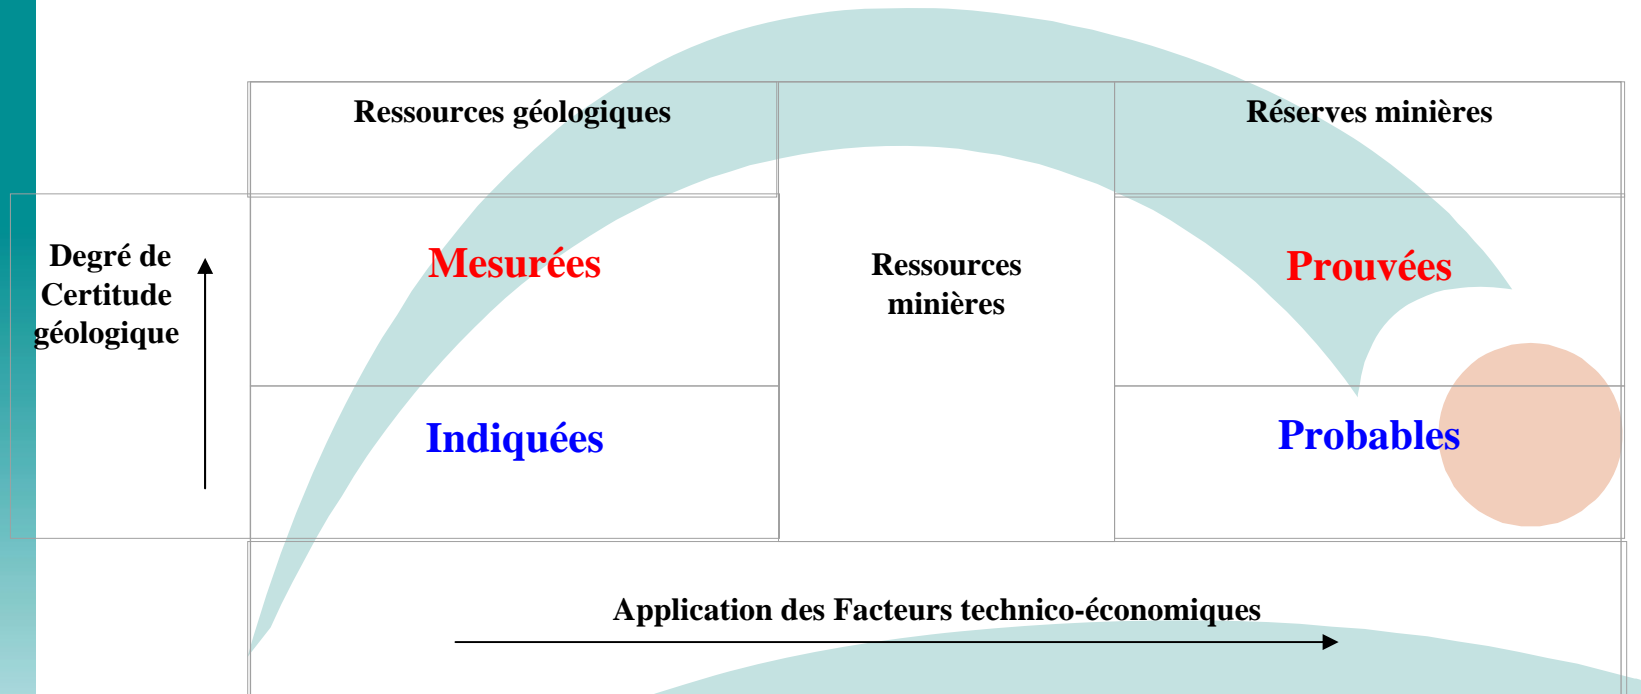 Ressources géologiques
Réserves minières
Degré de
Certitude
géologique
Mesurées
Ressources
minières
Prouvées
Indiquées
Probables
Application des Facteurs technico-économiques